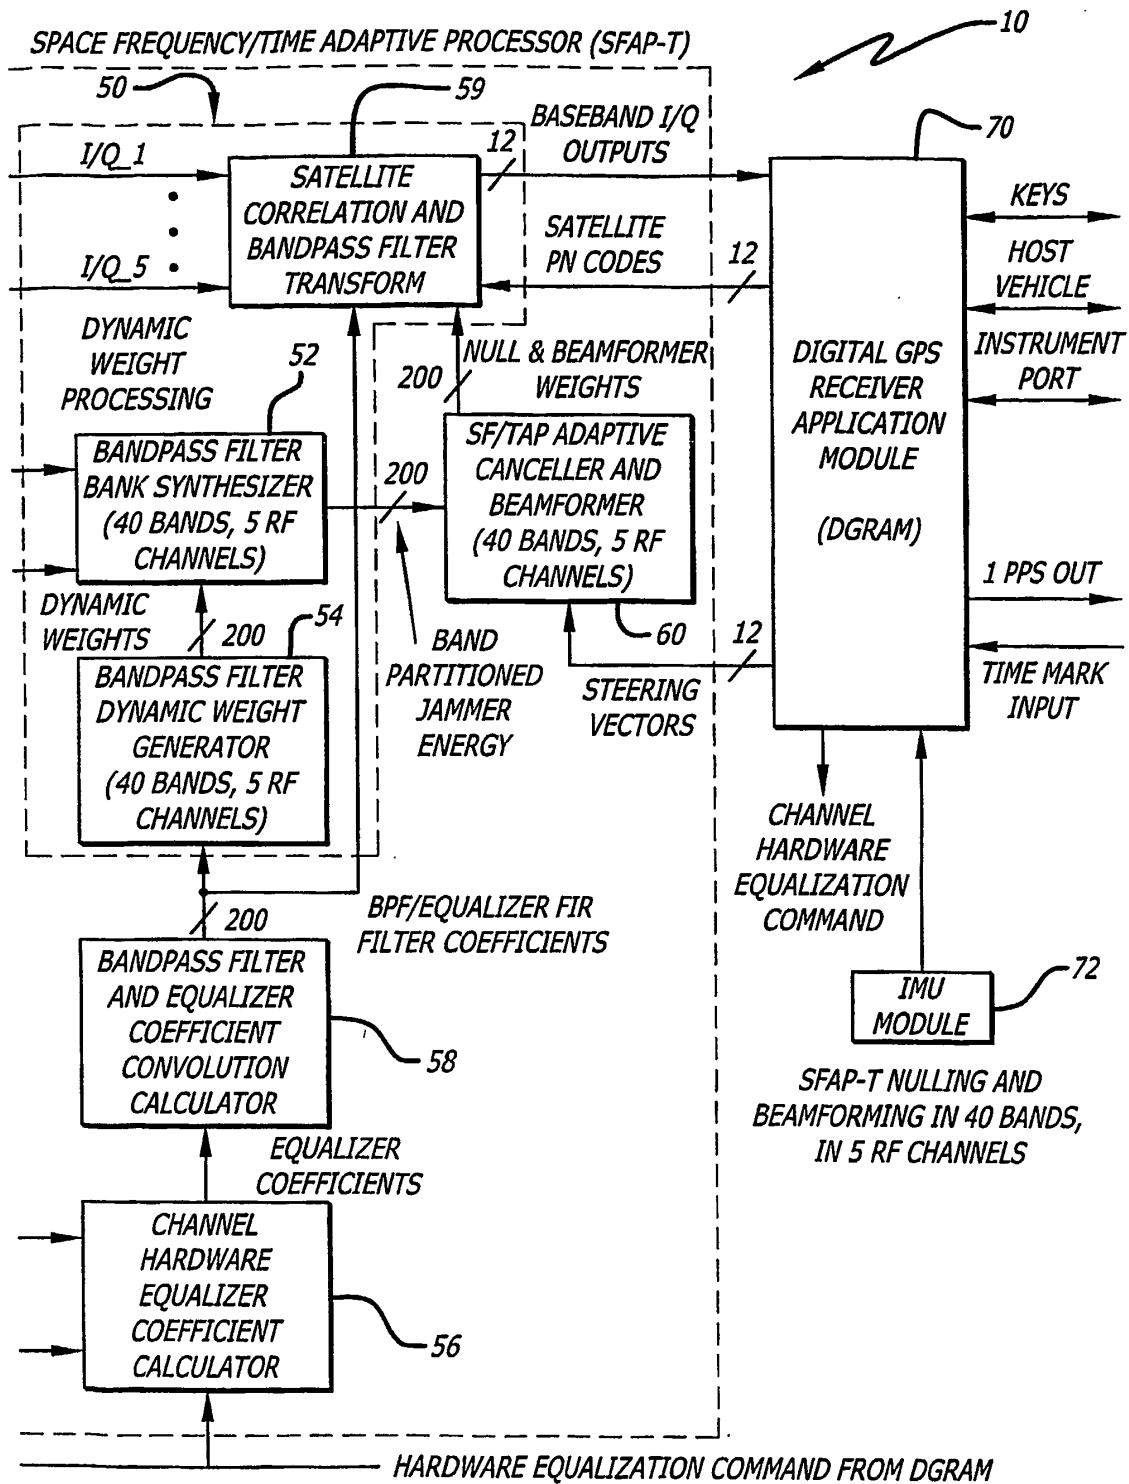 10
SPACE FREQUENCY/TIME ADAPTIVE PROCESSOR (SFAP-T)
50
59
70
I/Q_1
I/Q_5
SATELLITE
CORRELATION AND
BANDPASS FILTER
TRANSFORM
12
BASEBAND I/Q
OUTPUTS
SATELLITE
PN CODES
12
DIGITAL GPS
RECEIVER
APPLICATION
MODULE
(DGRAM)
KEYS
HOST
VEHICLE
INSTRUMENT
PORT
1 PPS OUT
TIME MARK
INPUT
DYNAMIC
WEIGHT
PROCESSING
52
BANDPASS FILTER
BANK SYNTHESIZER
(40 BANDS, 5 RF
CHANNELS)
200
NULL & BEAMFORMER
WEIGHTS
200
SF/TAP ADAPTIVE
CANCELLER AND
BEAMFORMER
(40 BANDS, 5 RF
CHANNELS)
60
12
STEERING
VECTORS
BAND
PARTITIONED
JAMMER
ENERGY
DYNAMIC
WEIGHTS
200
54
BANDPASS FILTER
DYNAMIC WEIGHT
GENERATOR
(40 BANDS, 5 RF
CHANNELS)
CHANNEL
HARDWARE
EQUALIZATION
COMMAND
200
BPF/EQUALIZER FIR
FILTER COEFFICIENTS
BANDPASS FILTER
AND EQUALIZER
COEFFICIENT
CONVOLUTION
CALCULATOR
58
IMU
MODULE
72
SFAP-T NULLING AND
BEAMFORMING IN 40 BANDS,
IN 5 RF CHANNELS
EQUALIZER
COEFFICIENTS
CHANNEL
HARDWARE
EQUALIZER
COEFFICIENT
CALCULATOR
56
HARDWARE EQUALIZATION COMMAND FROM DGRAM